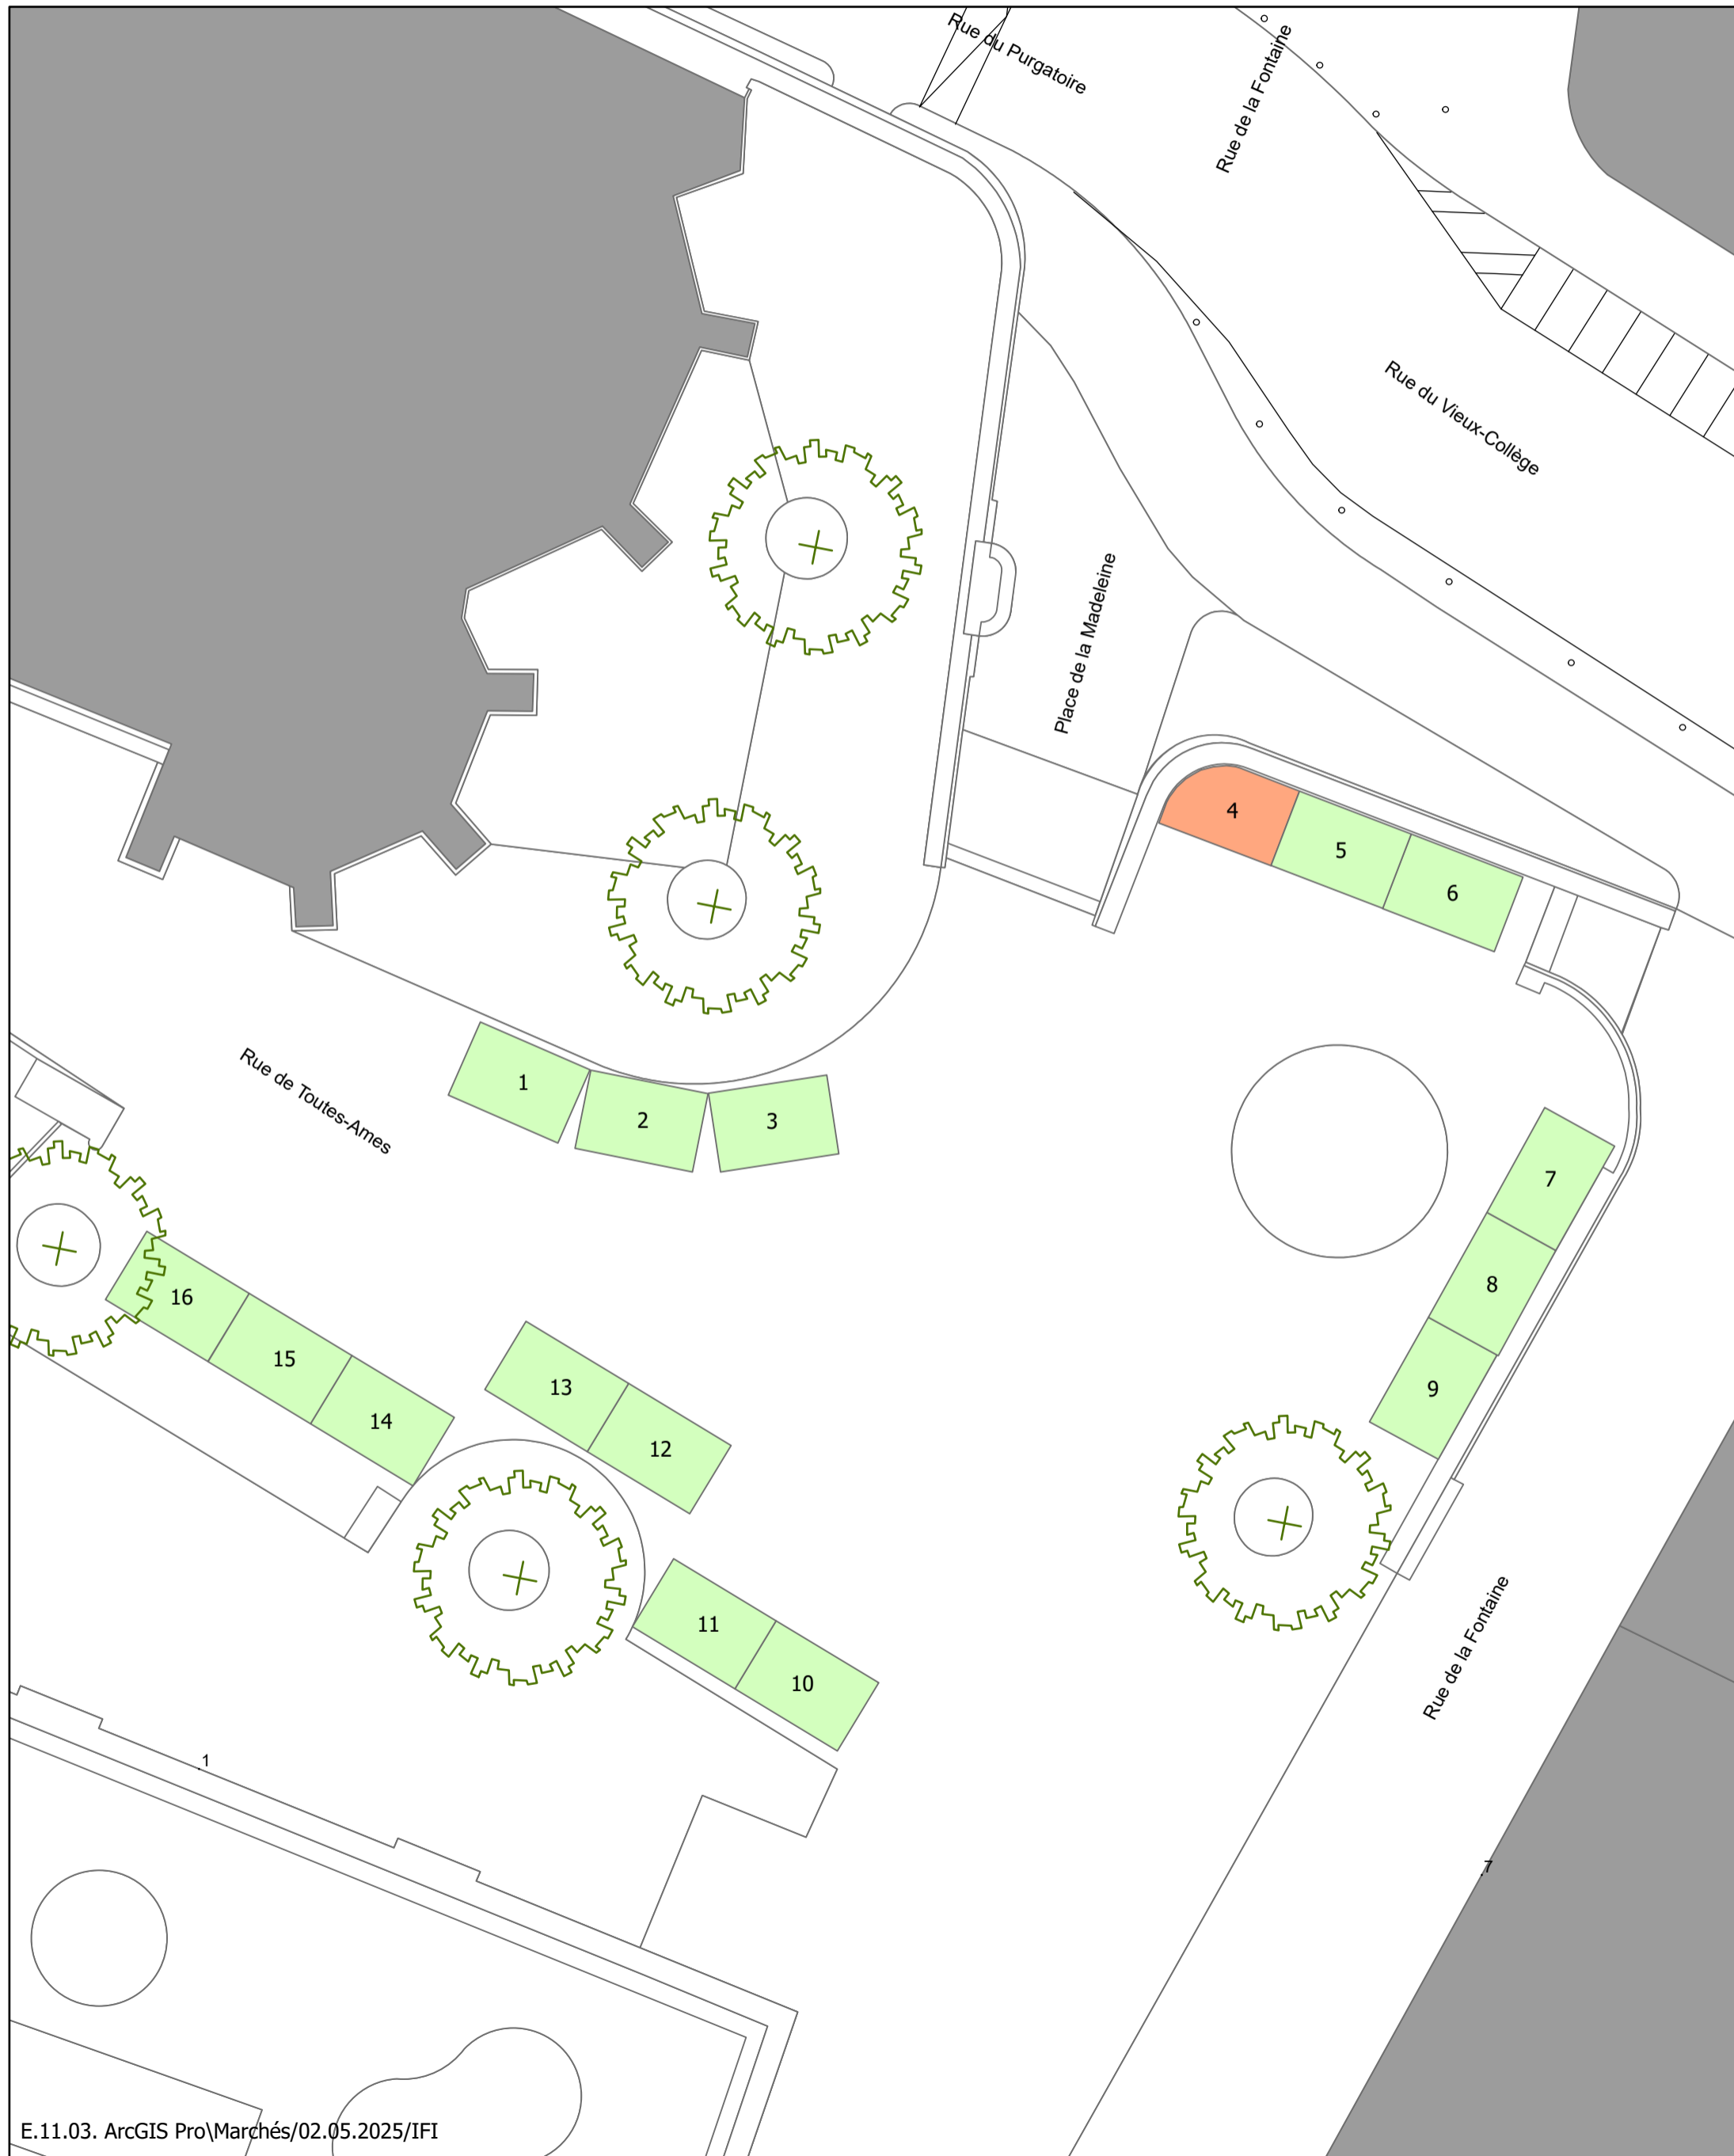 Rue du Purgatoire
Rue de la Fontaine
Rue du Vieux-Collège
Place de la Madeleine
4
5
6
Rue de Toutes-Ames
1
2
3
7
8
9
16
15
14
13
12
11
10
Rue de la Fontaine
.1
.7
E.11.03. ArcGIS Pro\Marchés/02.05.2025/IFI